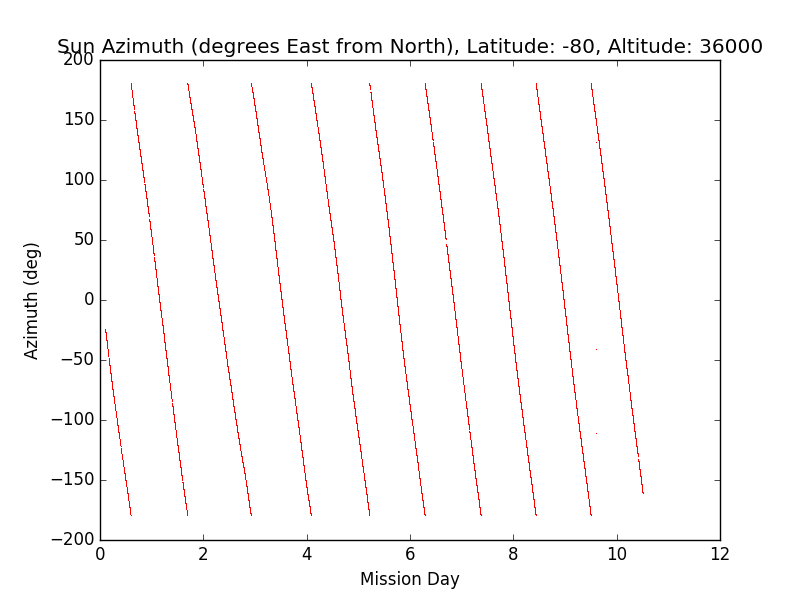 Sun Azimuth (degrees East from North), Latitude: -80, Altitude: 36000
200
150
100
50
0
−50
−100
−150
−200
Azimuth (deg)
0 2 4 6 8 10 12
Mission Day